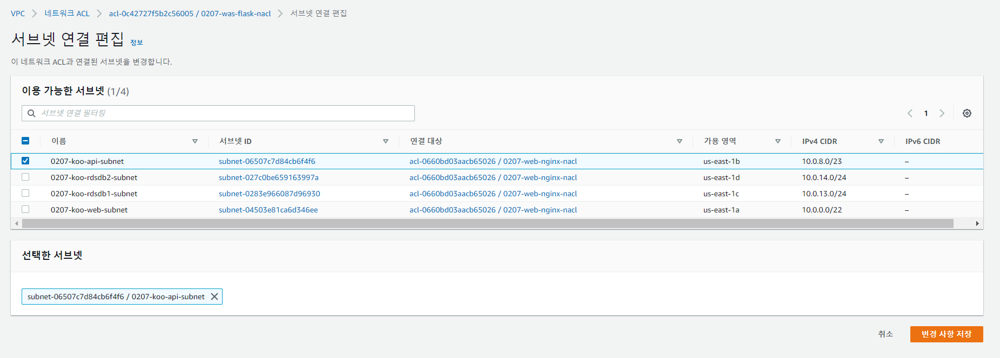 VPC > 네트워크 ACL > acl-0c42727f5b2c56005 / 0207-was-flask-nacl > 서브넷 연결 편집
서브넷 연결 편집 정보
이 네트워크 ACL과 연결된 서브넷을 변경합니다.
이용 가능한 서브넷 (1/4)
서브넷 연결 필터링
1
이름 서브넷 ID 연결 대상 가용 영역 IPv4 CIDR IPv6 CIDR
0207-koo-api-subnet subnet-06507c7d84cb6f4f6 acl-0660bd03aacb65026 / 0207-web-nginx-nacl us-east-1b 10.0.8.0/23 –
0207-koo-rdsdb2-subnet subnet-027c0be659163997a acl-0660bd03aacb65026 / 0207-web-nginx-nacl us-east-1d 10.0.14.0/24 –
0207-koo-rdsdb1-subnet subnet-0283e966087d96930 acl-0660bd03aacb65026 / 0207-web-nginx-nacl us-east-1c 10.0.13.0/24 –
0207-koo-web-subnet subnet-04503e81ca6d346ee acl-0660bd03aacb65026 / 0207-web-nginx-nacl us-east-1a 10.0.0.0/22 –
선택한 서브넷
subnet-06507c7d84cb6f4f6 / 0207-koo-api-subnet
취소 변경 사항 저장